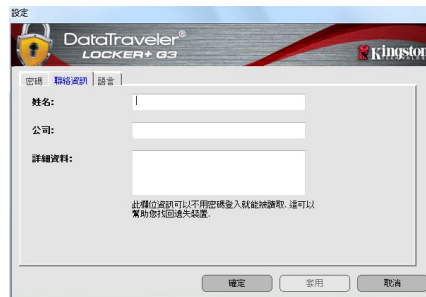 設定
DataTraveler®
LOCKER+ G3
Kingston
密碼 聯絡資訊 語言
姓名:
公司:
詳細資料:
此欄位資訊可以不用密碼登入就能被讀取. 這可以
幫助您找回遺失裝置.
確定 套用 取消